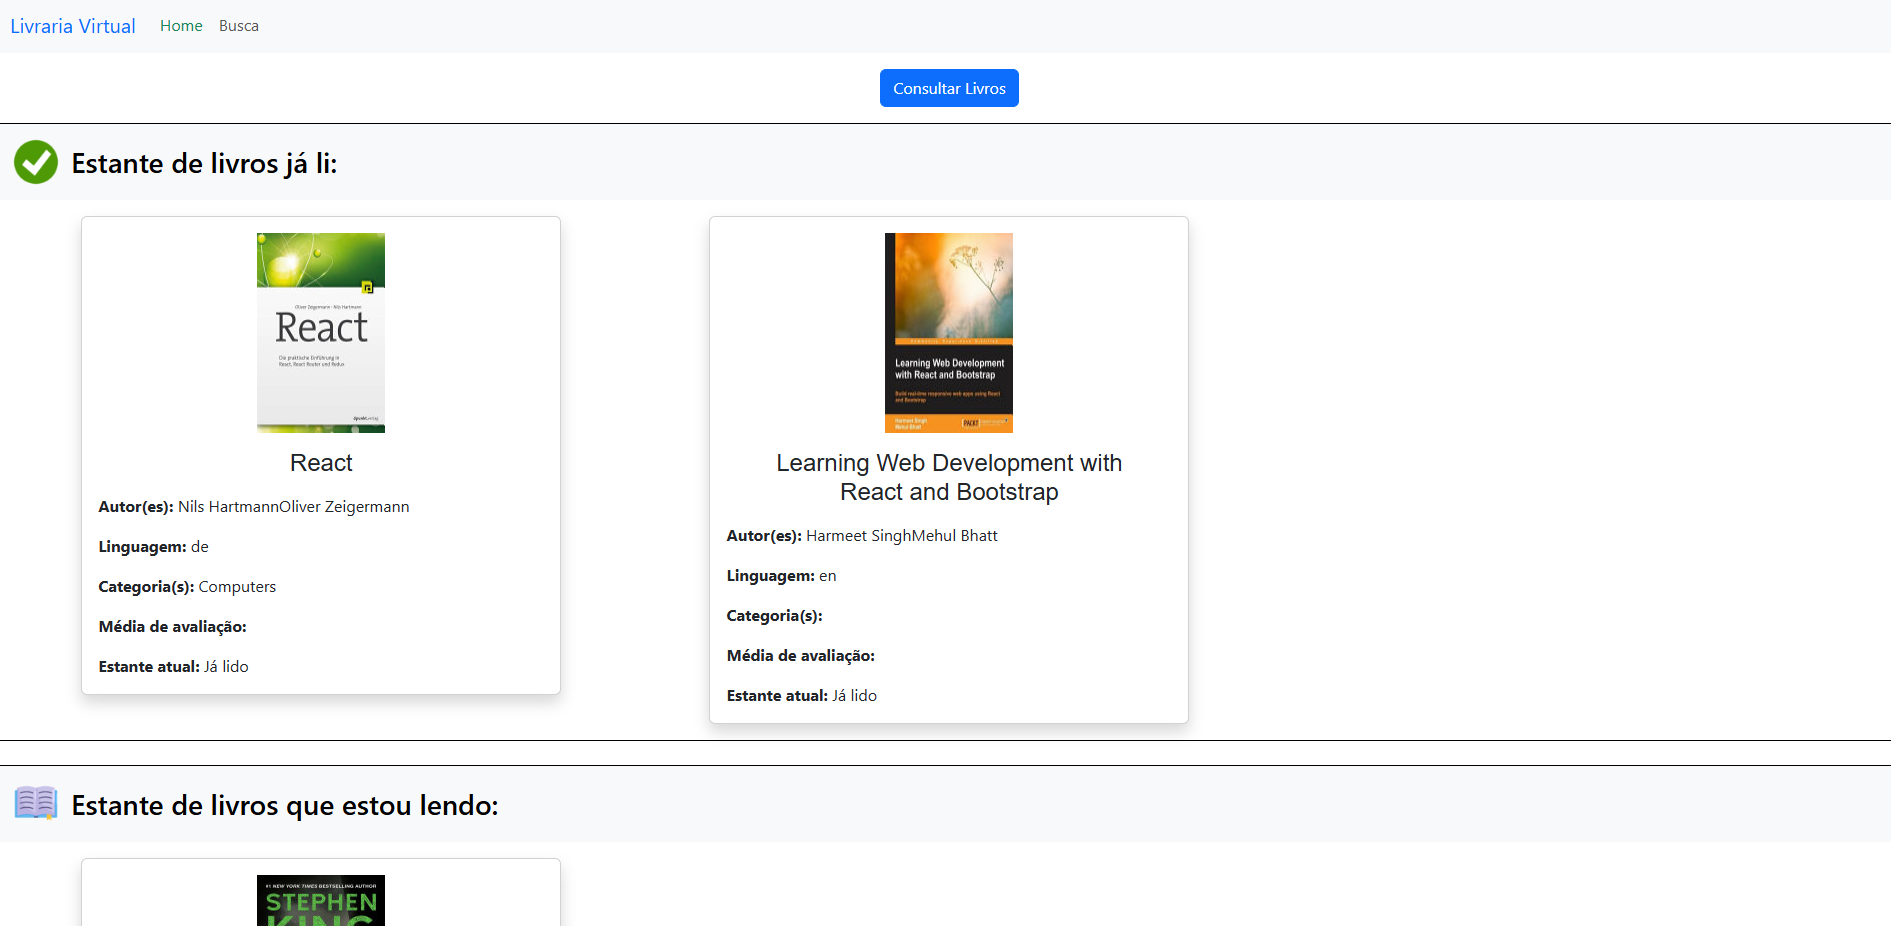 Livraria Virtual Home Busca
Consultar Livros
Estante de livros já li:
Oliver Zeigermann · Nils Hartmann
React
Die praktische Einführung in
React, React Router und Redux
dpunkt.verlag
React
Autor(es): Nils HartmannOliver Zeigermann
Linguagem: de
Categoria(s): Computers
Média de avaliação:
Estante atual: Já lido
Community Experience Distilled
Learning Web Development
with React and Bootstrap
Build real-time responsive web apps using React
and Bootstrap
Harmeet Singh
Mehul Bhatt
PACKT
Learning Web Development with
React and Bootstrap
Autor(es): Harmeet SinghMehul Bhatt
Linguagem: en
Categoria(s):
Média de avaliação:
Estante atual: Já lido
Estante de livros que estou lendo:
#1 NEW YORK TIMES BESTSELLING AUTHOR
STEPHEN
KING